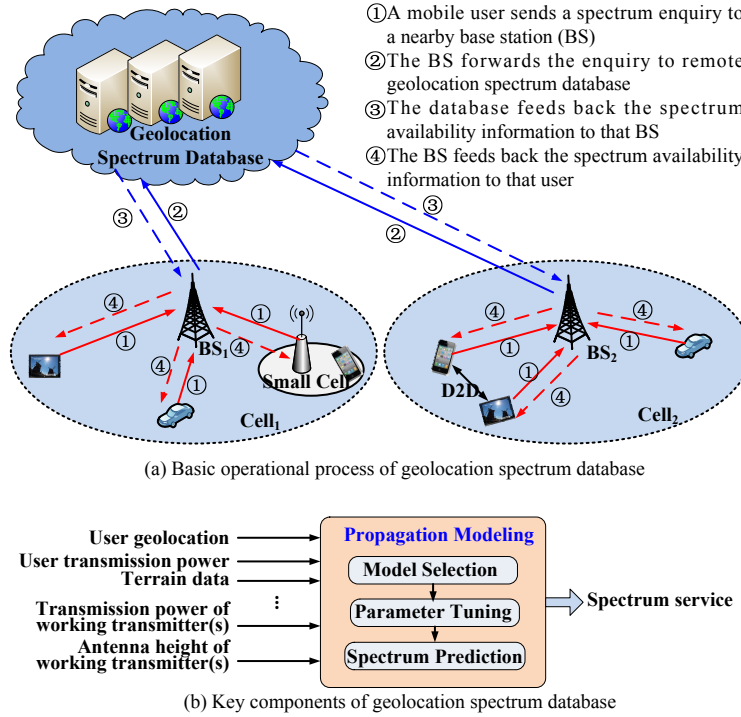 ①A mobile user sends a spectrum enquiry to
a nearby base station (BS)
②The BS forwards the enquiry to remote
geolocation spectrum database
③The database feeds back the spectrum
availability information to that BS
④The BS feeds back the spectrum availability
information to that user
Geolocation
Spectrum Database
③
②
③
②
④
①
BS₁
①
④
④
①
Small Cell
Cell₁
④
①
④
①
BS₂
D2D
①
④
Cell₂
(a) Basic operational process of geolocation spectrum database
User geolocation
User transmission power
Terrain data
⋮
Transmission power of
working transmitter(s)
Antenna height of
working transmitter(s)
Propagation Modeling
Model Selection
Parameter Tuning
Spectrum Prediction
Spectrum service
(b) Key components of geolocation spectrum database